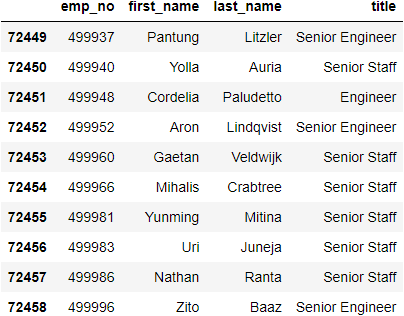 emp_no first_name last_name title
72449 499937 Pantung Litzler Senior Engineer
72450 499940 Yolla Auria Senior Staff
72451 499948 Cordelia Paludetto Engineer
72452 499952 Aron Lindqvist Senior Engineer
72453 499960 Gaetan Veldwijk Senior Staff
72454 499966 Mihalis Crabtree Senior Staff
72455 499981 Yunming Mitina Senior Staff
72456 499983 Uri Juneja Senior Staff
72457 499986 Nathan Ranta Senior Staff
72458 499996 Zito Baaz Senior Engineer